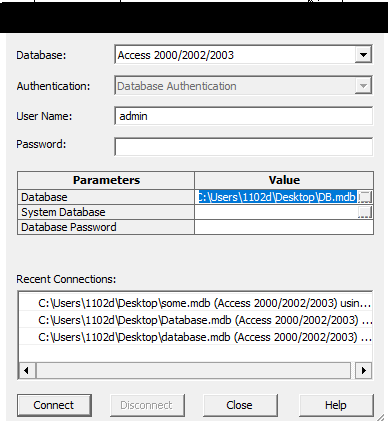 Database: Access 2000/2002/2003
Authentication: Database Authentication
User Name: admin
Password:
Parameters Value
Database C:\Users\1102d\Desktop\DB.mdb ...
System Database ...
Database Password
Recent Connections:
C:\Users\1102d\Desktop\some.mdb (Access 2000/2002/2003) usin...
C:\Users\1102d\Desktop\Database.mdb (Access 2000/2002/2003) ...
C:\Users\1102d\Desktop\database.mdb (Access 2000/2002/2003) ...
Connect Disconnect Close Help